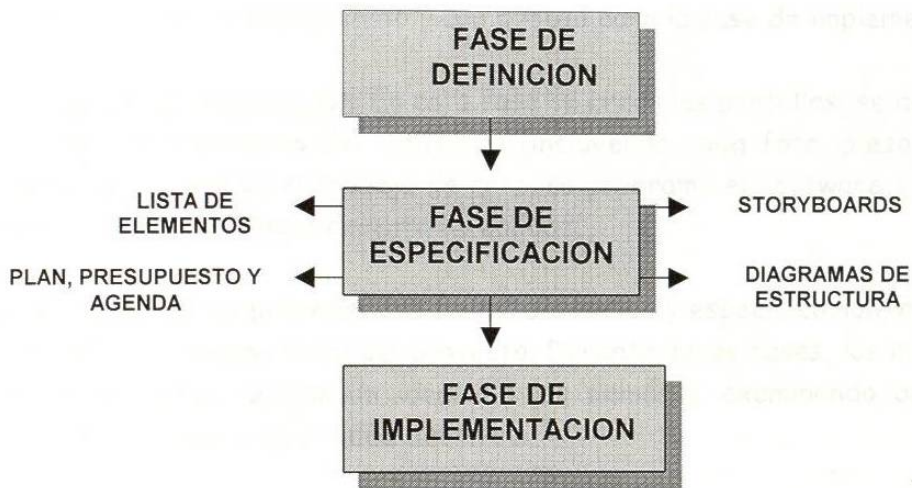 FASE DE
DEFINICION
LISTA DE
ELEMENTOS
FASE DE
ESPECIFICACION
STORYBOARDS
PLAN, PRESUPUESTO Y
AGENDA
DIAGRAMAS DE
ESTRUCTURA
FASE DE
IMPLEMENTACION